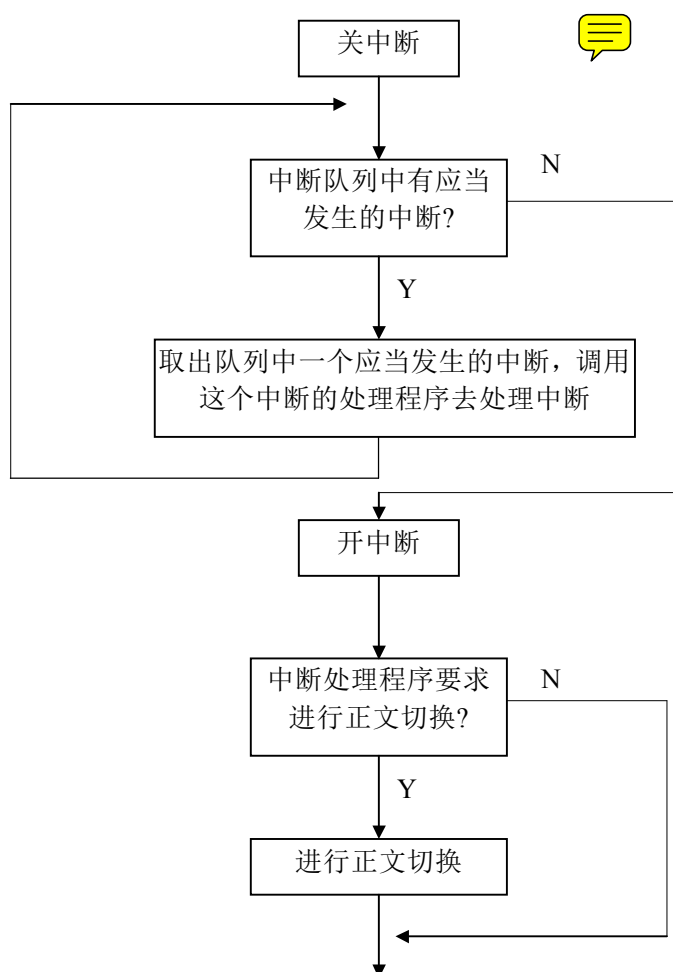 关中断
中断队列中有应当
发生的中断?
N
Y
取出队列中一个应当发生的中断，调用
这个中断的处理程序去处理中断
开中断
中断处理程序要求
进行正文切换?
N
Y
进行正文切换